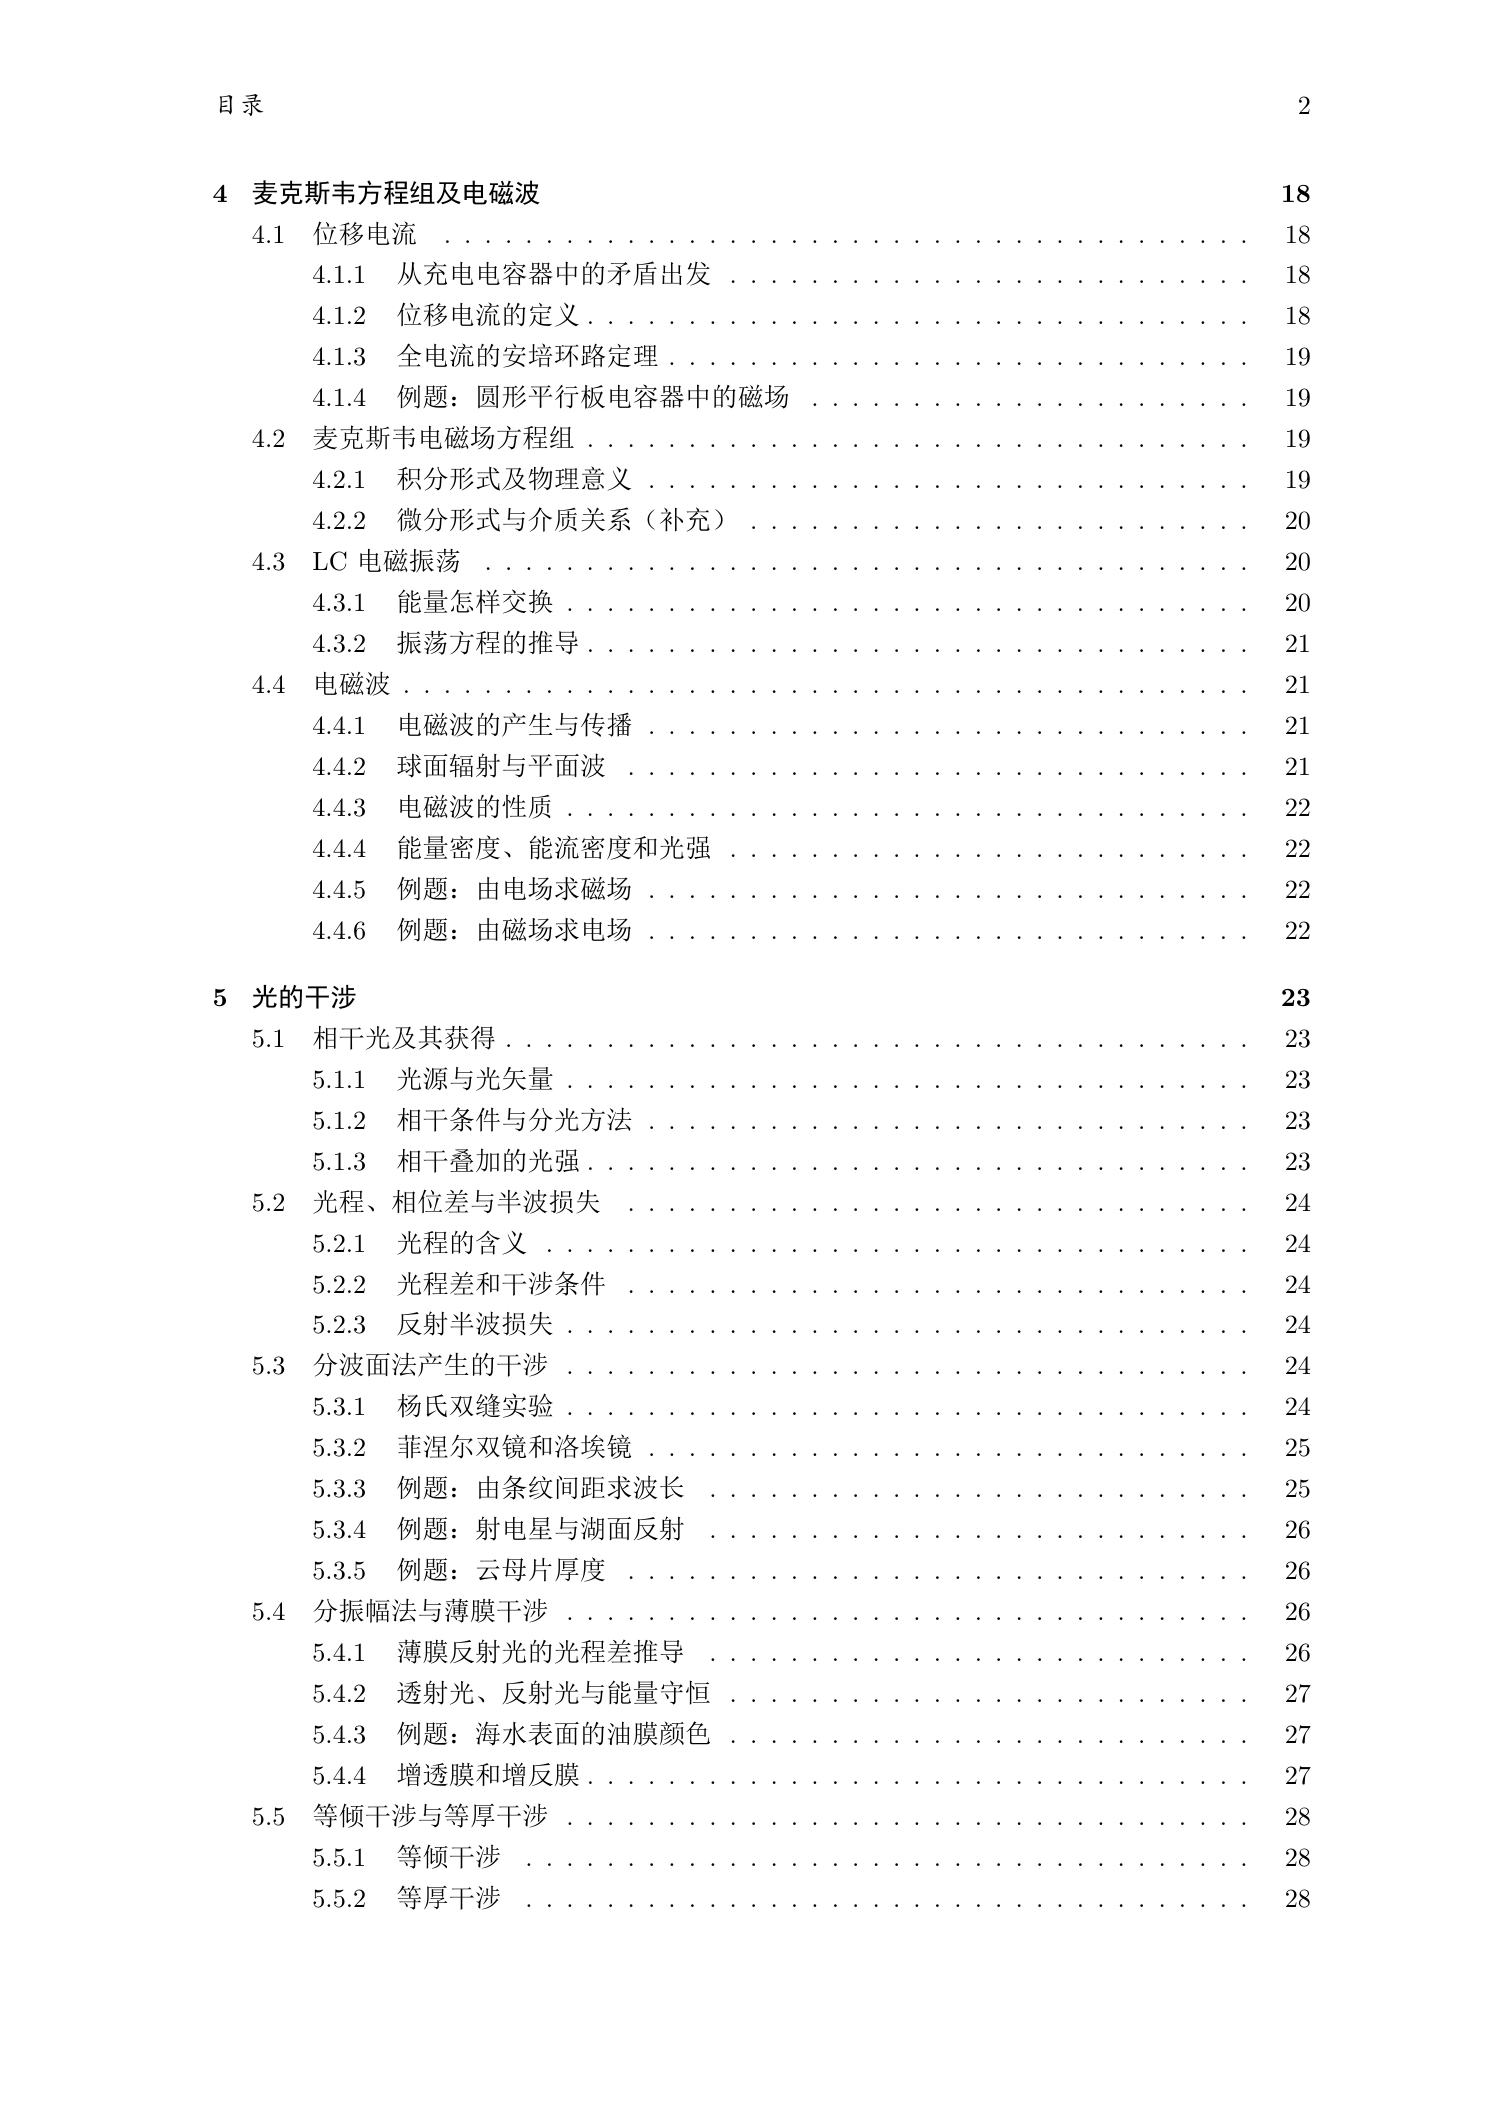 目录 2
4 麦克斯韦方程组及电磁波 18
4.1 位移电流 . . . . . . . . . . . . . . . . . . . . . . . . . . . . . . . . . . . . . . . . 18
4.1.1 从充电电容器中的矛盾出发 . . . . . . . . . . . . . . . . . . . . . . . . . . 18
4.1.2 位移电流的定义 . . . . . . . . . . . . . . . . . . . . . . . . . . . . . . . . . 18
4.1.3 全电流的安培环路定理 . . . . . . . . . . . . . . . . . . . . . . . . . . . . . 19
4.1.4 例题：圆形平行板电容器中的磁场 . . . . . . . . . . . . . . . . . . . . . . 19
4.2 麦克斯韦电磁场方程组 . . . . . . . . . . . . . . . . . . . . . . . . . . . . . . . . . 19
4.2.1 积分形式及物理意义 . . . . . . . . . . . . . . . . . . . . . . . . . . . . . . 19
4.2.2 微分形式与介质关系（补充） . . . . . . . . . . . . . . . . . . . . . . . . . 20
4.3 LC 电磁振荡 . . . . . . . . . . . . . . . . . . . . . . . . . . . . . . . . . . . . . . 20
4.3.1 能量怎样交换 . . . . . . . . . . . . . . . . . . . . . . . . . . . . . . . . . . 20
4.3.2 振荡方程的推导 . . . . . . . . . . . . . . . . . . . . . . . . . . . . . . . . . 21
4.4 电磁波 . . . . . . . . . . . . . . . . . . . . . . . . . . . . . . . . . . . . . . . . . . 21
4.4.1 电磁波的产生与传播 . . . . . . . . . . . . . . . . . . . . . . . . . . . . . . 21
4.4.2 球面辐射与平面波 . . . . . . . . . . . . . . . . . . . . . . . . . . . . . . . 21
4.4.3 电磁波的性质 . . . . . . . . . . . . . . . . . . . . . . . . . . . . . . . . . . 22
4.4.4 能量密度、能流密度和光强 . . . . . . . . . . . . . . . . . . . . . . . . . . 22
4.4.5 例题：由电场求磁场 . . . . . . . . . . . . . . . . . . . . . . . . . . . . . . 22
4.4.6 例题：由磁场求电场 . . . . . . . . . . . . . . . . . . . . . . . . . . . . . . 22
5 光的干涉 23
5.1 相干光及其获得 . . . . . . . . . . . . . . . . . . . . . . . . . . . . . . . . . . . . . 23
5.1.1 光源与光矢量 . . . . . . . . . . . . . . . . . . . . . . . . . . . . . . . . . . 23
5.1.2 相干条件与分光方法 . . . . . . . . . . . . . . . . . . . . . . . . . . . . . . 23
5.1.3 相干叠加的光强 . . . . . . . . . . . . . . . . . . . . . . . . . . . . . . . . . 23
5.2 光程、相位差与半波损失 . . . . . . . . . . . . . . . . . . . . . . . . . . . . . . . 24
5.2.1 光程的含义 . . . . . . . . . . . . . . . . . . . . . . . . . . . . . . . . . . . 24
5.2.2 光程差和干涉条件 . . . . . . . . . . . . . . . . . . . . . . . . . . . . . . . 24
5.2.3 反射半波损失 . . . . . . . . . . . . . . . . . . . . . . . . . . . . . . . . . . 24
5.3 分波面法产生的干涉 . . . . . . . . . . . . . . . . . . . . . . . . . . . . . . . . . . 24
5.3.1 杨氏双缝实验 . . . . . . . . . . . . . . . . . . . . . . . . . . . . . . . . . . 24
5.3.2 菲涅尔双镜和洛埃镜 . . . . . . . . . . . . . . . . . . . . . . . . . . . . . . 25
5.3.3 例题：由条纹间距求波长 . . . . . . . . . . . . . . . . . . . . . . . . . . . 25
5.3.4 例题：射电星与湖面反射 . . . . . . . . . . . . . . . . . . . . . . . . . . . 26
5.3.5 例题：云母片厚度 . . . . . . . . . . . . . . . . . . . . . . . . . . . . . . . 26
5.4 分振幅法与薄膜干涉 . . . . . . . . . . . . . . . . . . . . . . . . . . . . . . . . . . 26
5.4.1 薄膜反射光的光程差推导 . . . . . . . . . . . . . . . . . . . . . . . . . . . 26
5.4.2 透射光、反射光与能量守恒 . . . . . . . . . . . . . . . . . . . . . . . . . . 27
5.4.3 例题：海水表面的油膜颜色 . . . . . . . . . . . . . . . . . . . . . . . . . . 27
5.4.4 增透膜和增反膜 . . . . . . . . . . . . . . . . . . . . . . . . . . . . . . . . . 27
5.5 等倾干涉与等厚干涉 . . . . . . . . . . . . . . . . . . . . . . . . . . . . . . . . . . 28
5.5.1 等倾干涉 . . . . . . . . . . . . . . . . . . . . . . . . . . . . . . . . . . . . 28
5.5.2 等厚干涉 . . . . . . . . . . . . . . . . . . . . . . . . . . . . . . . . . . . . 28